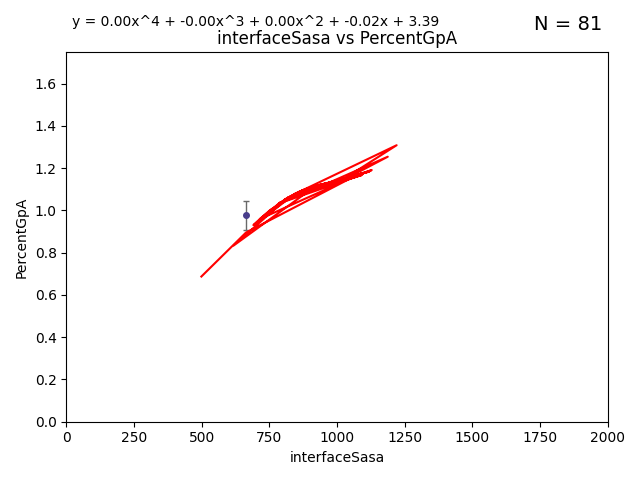 y = 0.00x^4 + -0.00x^3 + 0.00x^2 + -0.02x + 3.39
N = 81
interfaceSasa vs PercentGpA
PercentGpA
1.6
1.4
1.2
1.0
0.8
0.6
0.4
0.2
0.0
0 250 500 750 1000 1250 1500 1750 2000
interfaceSasa